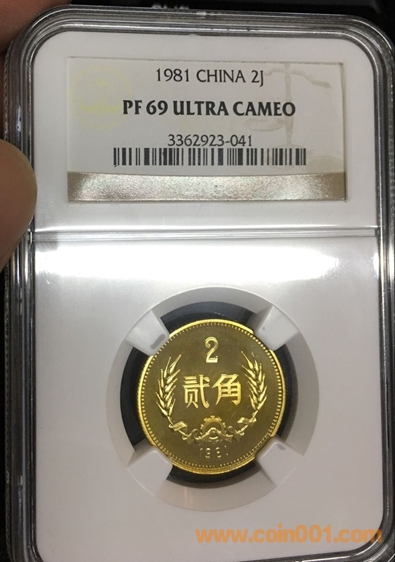 1981 CHINA 2J
PF 69 ULTRA CAMEO
3362923-041
2
贰角
1981
www.coin001.com